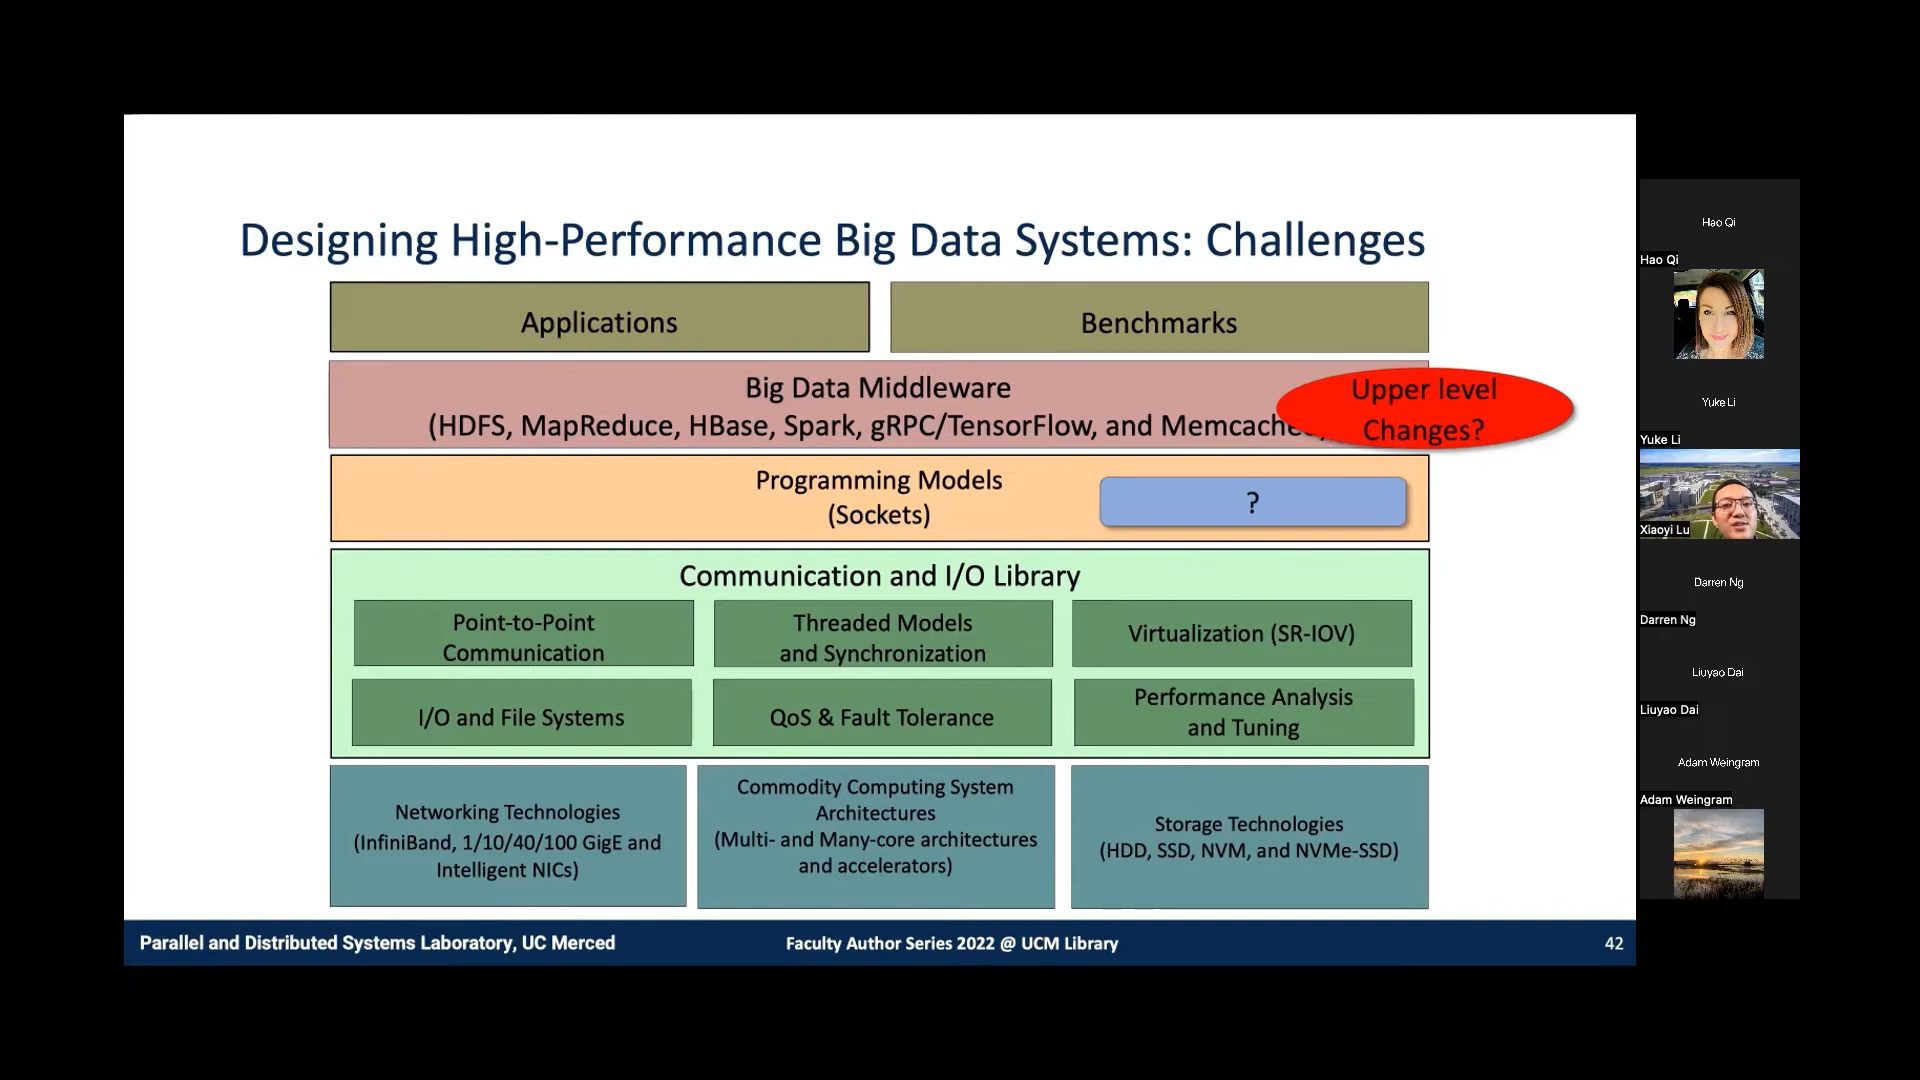 Designing High-Performance Big Data Systems: Challenges
Applications
Benchmarks
Big Data Middleware
(HDFS, MapReduce, HBase, Spark, gRPC/TensorFlow, and
Upper level
Changes?
Programming Models
(Sockets)
?
Communication and I/O Library
Point-to-Point
Communication
Threaded Models
and Synchronization
Virtualization (SR-IOV)
I/O and File Systems
QoS & Fault Tolerance
Performance Analysis
and Tuning
Networking Technologies
(InfiniBand, 1/10/40/100 GigE and
Intelligent NICs)
Commodity Computing System
Architectures
(Multi- and Many-core architectures
and accelerators)
Storage Technologies
(HDD, SSD, NVM, and NVMe-SSD)
Parallel and Distributed Systems Laboratory, UC Merced
Faculty Author Series 2022 @ UCM Library
42
Hao Qi
Hao Qi
Yuke Li
Yuke Li
Xiaoyi Lu
Darren Ng
Darren Ng
Liuyao Dai
Liuyao Dai
Adam Weingram
Adam Weingram